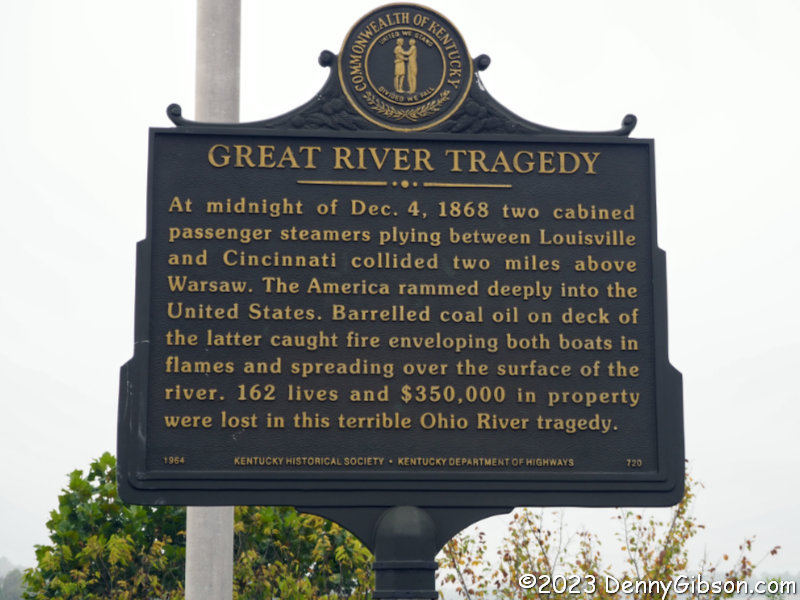 COMMONWEALTH OF KENTUCKY
UNITED WE STAND
DIVIDED WE FALL
GREAT RIVER TRAGEDY
At midnight of Dec. 4, 1868 two cabined
passenger steamers plying between Louisville
and Cincinnati collided two miles above
Warsaw. The America rammed deeply into the
United States. Barrelled coal oil on deck of
the latter caught fire enveloping both boats in
flames and spreading over the surface of the
river. 162 lives and $350,000 in property
were lost in this terrible Ohio River tragedy.
1964 KENTUCKY HISTORICAL SOCIETY • KENTUCKY DEPARTMENT OF HIGHWAYS 720
©2023 DennyGibson.com